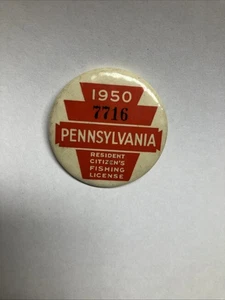 1950
7716
PENNSYLVANIA
RESIDENT
CITIZEN'S
FISHING
LICENSE